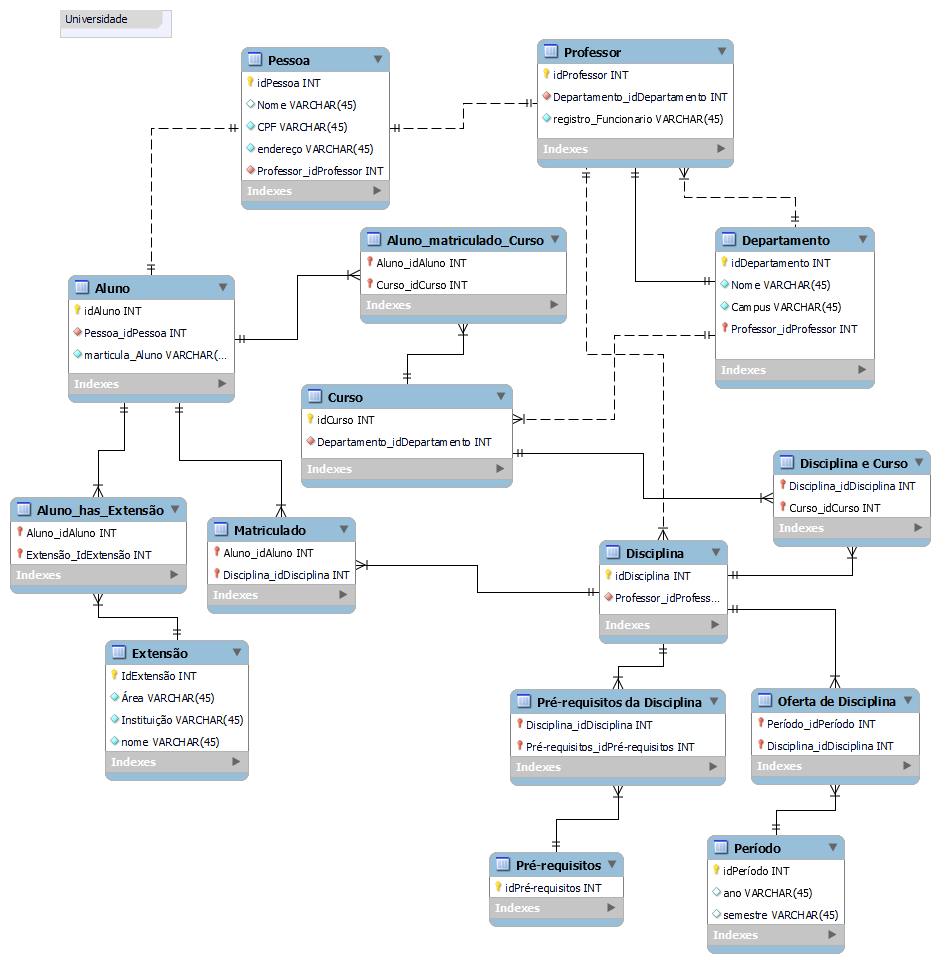 Universidade
Pessoa
idPessoa INT
Nome VARCHAR(45)
CPF VARCHAR(45)
endereço VARCHAR(45)
Professor_idProfessor INT
Indexes
Professor
idProfessor INT
Departamento_idDepartamento INT
registro_Funcionario VARCHAR(45)
Indexes
Aluno_matriculado_Curso
Aluno_idAluno INT
Curso_idCurso INT
Indexes
Departamento
idDepartamento INT
Nome VARCHAR(45)
Campus VARCHAR(45)
Professor_idProfessor INT
Indexes
Aluno
idAluno INT
Pessoa_idPessoa INT
marticula_Aluno VARCHAR(...
Indexes
Curso
idCurso INT
Departamento_idDepartamento INT
Indexes
Disciplina e Curso
Disciplina_idDisciplina INT
Curso_idCurso INT
Indexes
Aluno_has_Extensão
Aluno_idAluno INT
Extensão_IdExtensão INT
Indexes
Matriculado
Aluno_idAluno INT
Disciplina_idDisciplina INT
Indexes
Disciplina
idDisciplina INT
Professor_idProfess...
Indexes
Extensão
IdExtensão INT
Área VARCHAR(45)
Instituição VARCHAR(45)
nome VARCHAR(45)
Indexes
Pré-requisitos da Disciplina
Disciplina_idDisciplina INT
Pré-requisitos_idPré-requisitos INT
Indexes
Oferta de Disciplina
Período_idPeríodo INT
Disciplina_idDisciplina INT
Indexes
Pré-requisitos
idPré-requisitos INT
Indexes
Período
idPeríodo INT
ano VARCHAR(45)
semestre VARCHAR(45)
Indexes